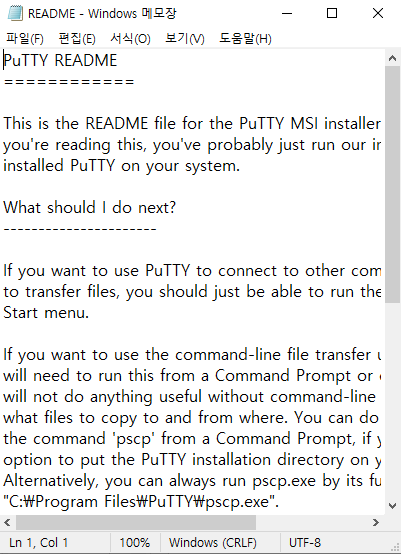 README - Windows 메모장
파일(F) 편집(E) 서식(O) 보기(V) 도움말(H)
PuTTY README
============
This is the README file for the PuTTY MSI installer
you're reading this, you've probably just run our in
installed PuTTY on your system.
What should I do next?
----------------------
If you want to use PuTTY to connect to other com
to transfer files, you should just be able to run the
Start menu.
If you want to use the command-line file transfer u
will need to run this from a Command Prompt or
will not do anything useful without command-line
what files to copy to and from where. You can do
the command 'pscp' from a Command Prompt, if y
option to put the PuTTY installation directory on y
Alternatively, you can always run pscp.exe by its fu
"C:₩Program Files₩PuTTY₩pscp.exe".
Ln 1, Col 1 100% Windows (CRLF) UTF-8